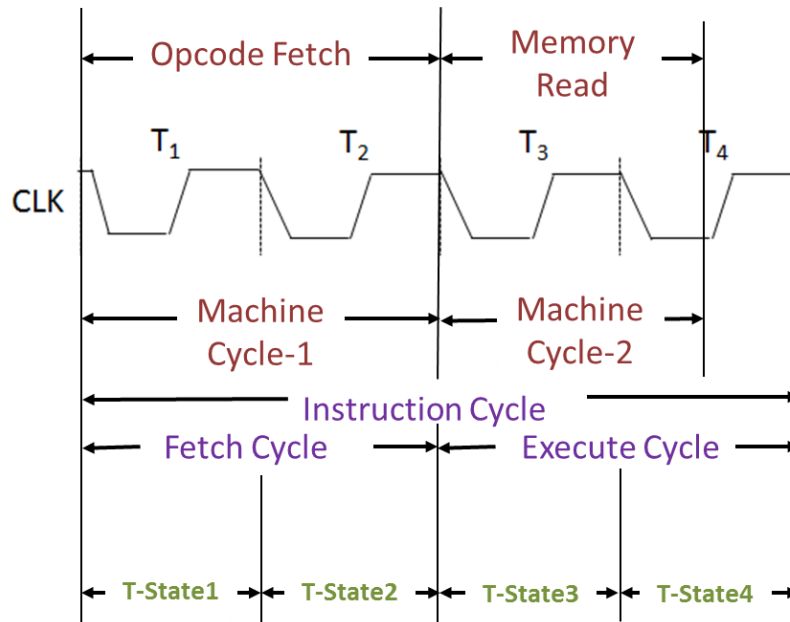 Opcode Fetch
Memory
Read
T1
T2
T3
T4
CLK
Machine
Cycle-1
Machine
Cycle-2
Instruction Cycle
Fetch Cycle
Execute Cycle
T-State1
T-State2
T-State3
T-State4